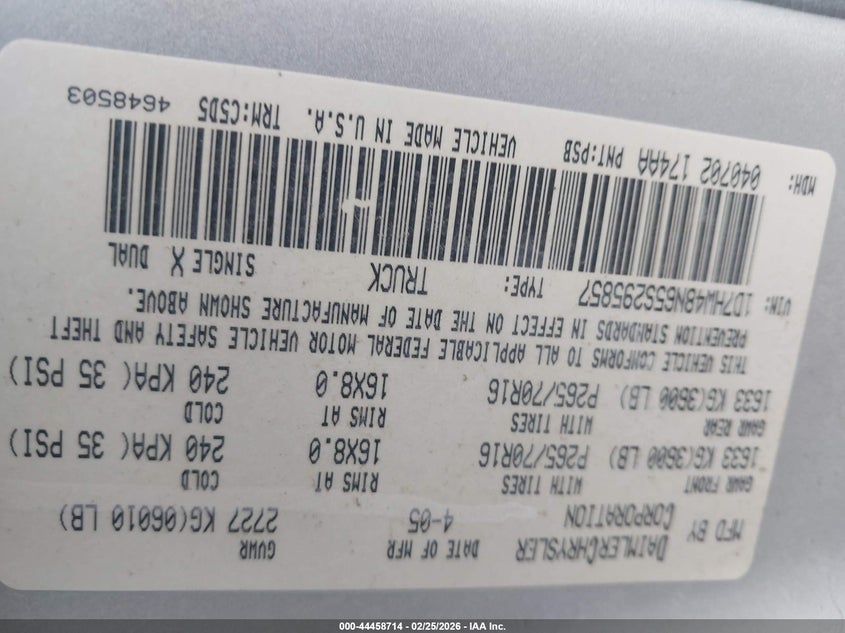 MFD BY DAIMLERCHRYSLER CORPORATION
DATE OF MFR 4-05
GVWR 2727 KG(06010 LB)
GAWR FRONT 1633 KG(3600 LB)
WITH TIRES P265/70R16
RIMS AT 16X8.0
COLD 240 KPA( 35 PSI)
GAWR REAR 1633 KG(3600 LB)
WITH TIRES P265/70R16
RIMS AT 16X8.0
COLD 240 KPA( 35 PSI)
THIS VEHICLE CONFORMS TO ALL APPLICABLE FEDERAL MOTOR VEHICLE SAFETY AND THEFT
PREVENTION STANDARDS IN EFFECT ON THE DATE OF MANUFACTURE SHOWN ABOVE.
VIN: 1D7HW48N65S295857 TYPE: TRUCK SINGLE X DUAL
MDH: 040702 174AA PNT:PSB VEHICLE MADE IN U.S.A. TRM:C5D5 4648503
000-44458714 - 02/25/2026 - IAA Inc.